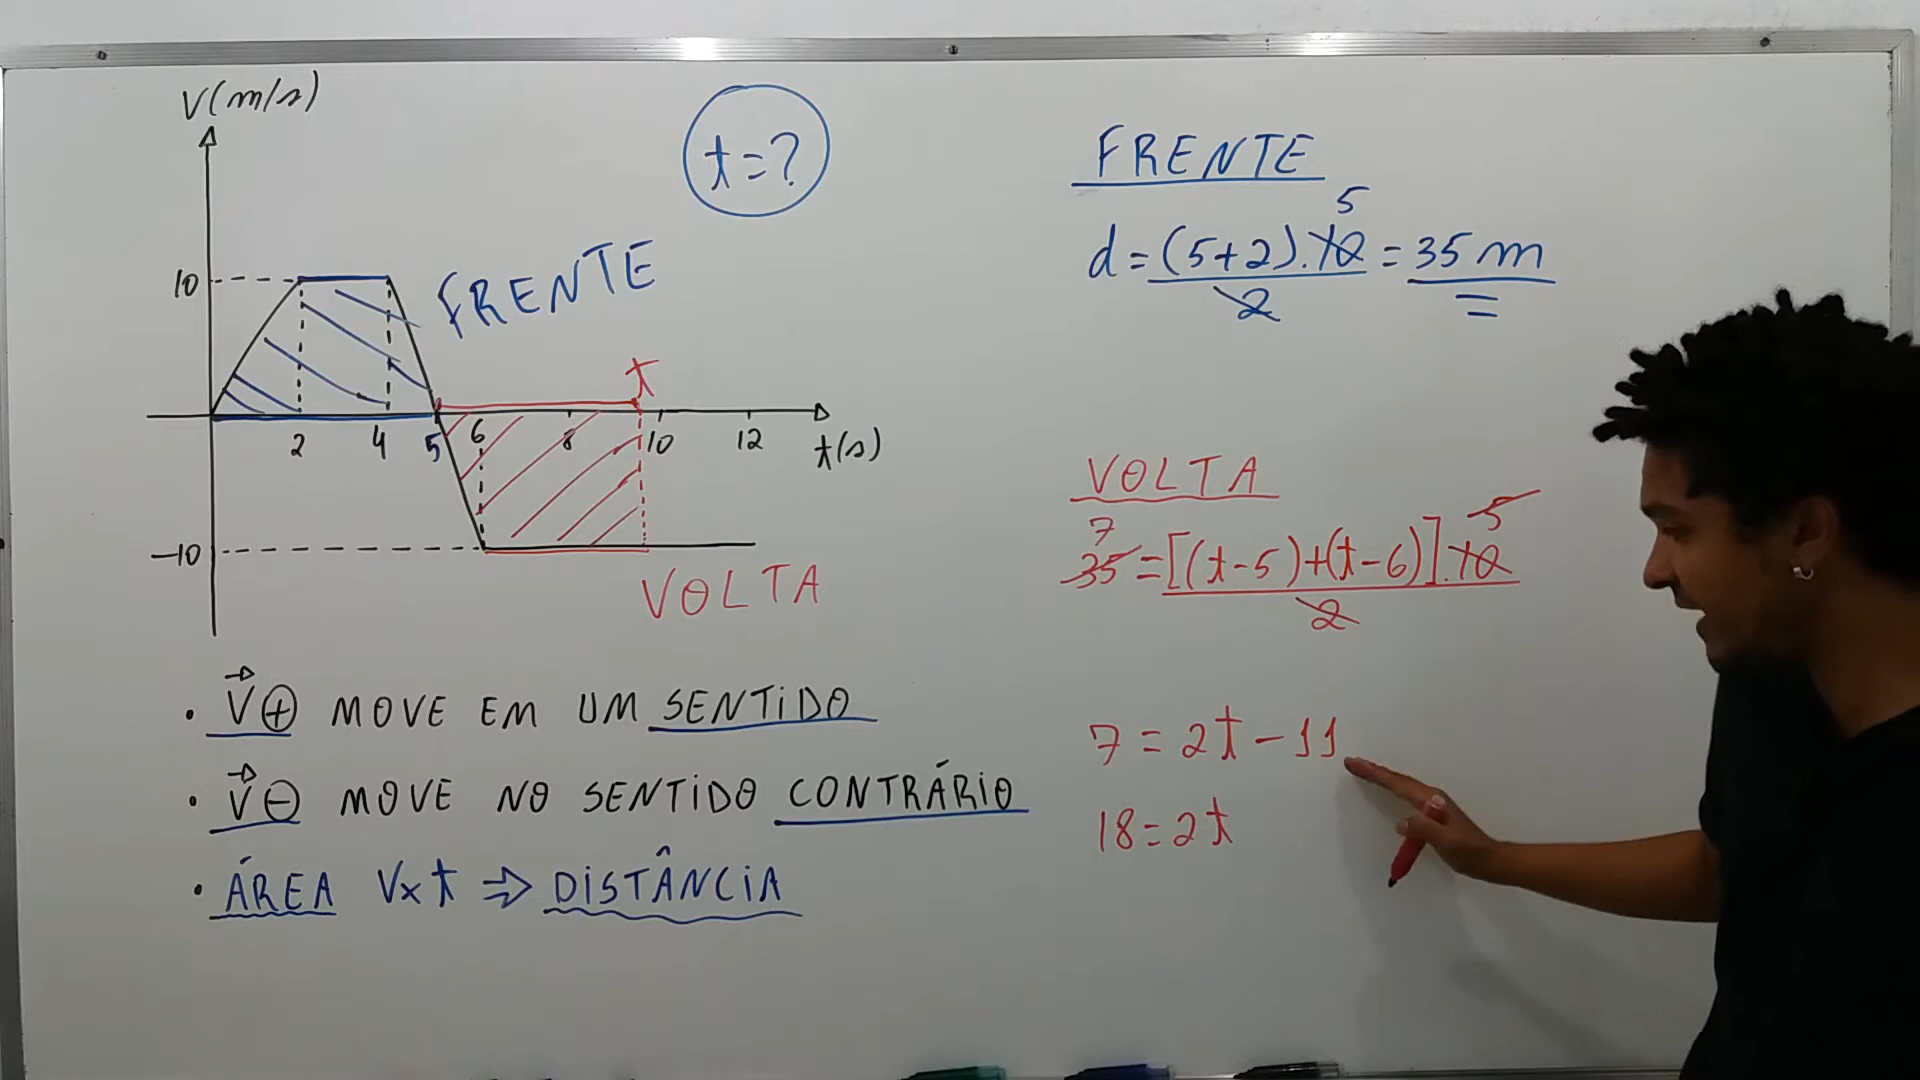 V(m/s)
t=?
10
FRENTE
t
2 4 5 6 8 10 12
t(s)
-10
VOLTA
• V⊕ MOVE EM UM SENTIDO
• V⊖ MOVE NO SENTIDO CONTRÁRIO
• ÁREA V×t ⇒ DISTÂNCIA
FRENTE
5
d=(5+2).10=35m
2
VOLTA
7 5
35=[(t-5)+(t-6)].10
2
7=2t-11
18=2t